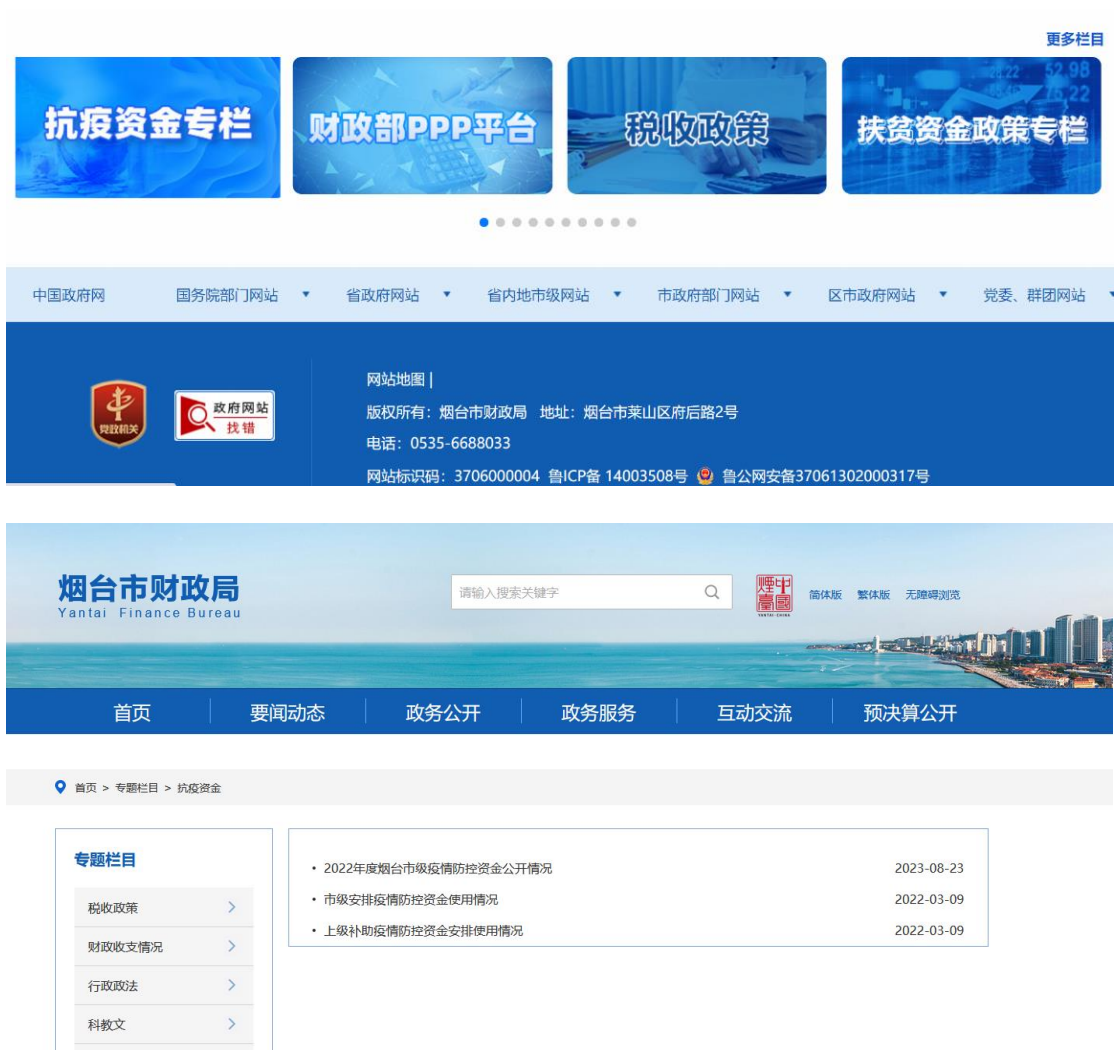 更多栏目
抗疫资金专栏 财政部PPP平台 税收政策 扶贫资金政策专栏
中国政府网 国务院部门网站 省政府网站 省内地市级网站 市政府部门网站 区市政府网站 党委、群团网站
网站地图 |
党政机关 政府网站 找错 版权所有：烟台市财政局 地址：烟台市莱山区府后路2号
电话：0535-6688033
网站标识码：3706000004 鲁ICP备 14003508号 鲁公网安备37061302000317号
烟台市财政局
Yantai Finance Bureau
请输入搜索关键字 简体版 繁体版 无障碍浏览
中國煙臺
YANTAI·CHINA
首页 要闻动态 政务公开 政务服务 互动交流 预决算公开
首页 > 专题栏目 > 抗疫资金
专题栏目
税收政策 >
财政收支情况 >
行政政法 >
科教文 >
• 2022年度烟台市级疫情防控资金公开情况 2023-08-23
• 市级安排疫情防控资金使用情况 2022-03-09
• 上级补助疫情防控资金安排使用情况 2022-03-09